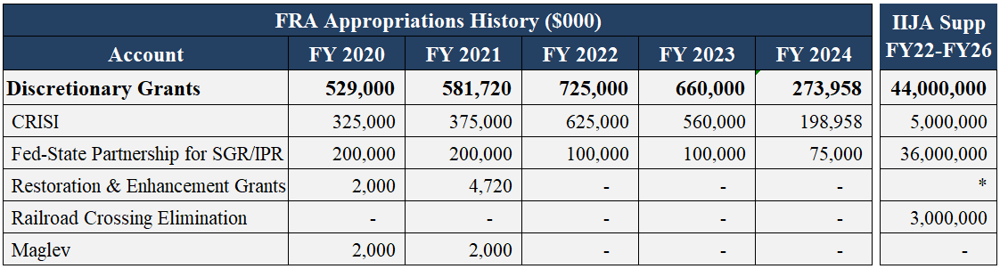 FRA Appropriations History ($000) IIJA Supp
Account FY 2020 FY 2021 FY 2022 FY 2023 FY 2024 FY22-FY26
Discretionary Grants 529,000 581,720 725,000 660,000 273,958 44,000,000
CRISI 325,000 375,000 625,000 560,000 198,958 5,000,000
Fed-State Partnership for SGR/IPR 200,000 200,000 100,000 100,000 75,000 36,000,000
Restoration & Enhancement Grants 2,000 4,720 - - - *
Railroad Crossing Elimination - - - - - 3,000,000
Maglev 2,000 2,000 - - - -